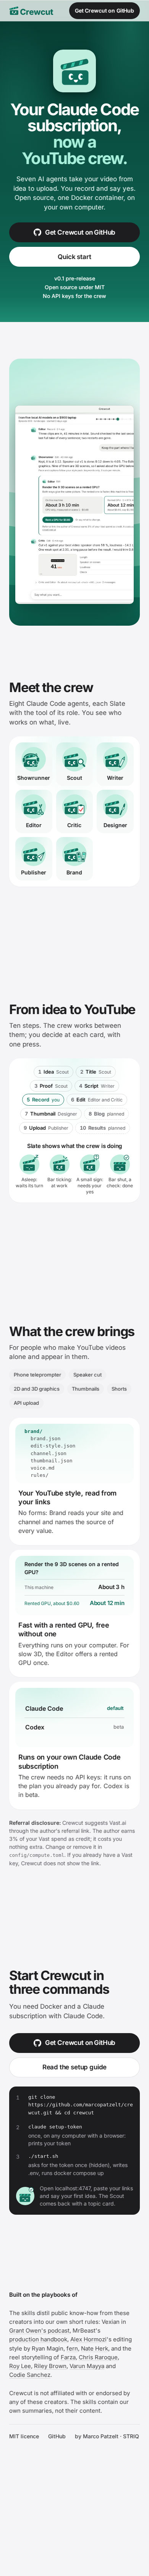 Crewcut
Get Crewcut on GitHub
Your Claude Code
subscription,
now a
YouTube crew.
Seven AI agents take your video from
idea to upload. You record and say yes.
Open source, one Docker container, on
your own computer.
Get Crewcut on GitHub
Quick start
v0.1 pre-release
Open source under MIT
No API keys for the crew
About 3 h 10 min
About 12 min
41
Meet the crew
Eight Claude Code agents, each Slate
with the tool of its role. You see who
works on what, live.
Showrunner
Scout
Writer
Editor
Critic
Designer
Publisher
Brand
From idea to YouTube
Ten steps. The crew works between
them; you decide at each card, with
one press.
1 Idea Scout
2 Title Scout
3 Proof Scout
4 Script Writer
5 Record you
6 Edit Editor and Critic
7 Thumbnail Designer
8 Blog planned
9 Upload Publisher
10 Results planned
Slate shows what the crew is doing
Asleep:
waits its turn
Bar ticking:
at work
A small sign:
needs your
yes
Bar shut, a
check: done
What the crew brings
For people who make YouTube videos
alone and appear in them.
Phone teleprompter
Speaker cut
2D and 3D graphics
Thumbnails
Shorts
API upload
brand/
brand.json
edit-style.json
channel.json
thumbnail.json
voice.md
roles/
Your YouTube style, read from
your links
No forms: Brand reads your site and
channel and names the source of
every value.
Render the 9 3D scenes on a rented
GPU?
This machine
About 3 h
Rented GPU, about $0.60
About 12 min
Fast with a rented GPU, free
without one
Everything runs on your computer. For
slow 3D, the Editor offers a rented
GPU once.
Claude Code
default
Codex
beta
Runs on your own Claude Code
subscription
The crew needs no API keys: it runs on
the plan you already pay for. Codex is
in beta.
Referral disclosure: Crewcut suggests Vast.ai
through the author's referral link. The author earns
3% of your Vast spend as credit; it costs you
nothing extra. Change or remove it in
config/compute.toml. If you already have a Vast
key, Crewcut does not show the link.
Start Crewcut in
three commands
You need Docker and a Claude
subscription with Claude Code.
Get Crewcut on GitHub
Read the setup guide
1 git clone
https://github.com/marcopatzelt/cre
wcut.git && cd crewcut
2 claude setup-token
once, on any computer with a browser:
prints your token
3 ./start.sh
asks for the token once (hidden), writes
.env, runs docker compose up
Open localhost:4747, paste your links
and say your first idea. The Scout
comes back with a topic card.
Built on the playbooks of
The skills distil public know-how from these
creators into our own short rules: Vexian in
Grant Owen's podcast, MrBeast's
production handbook, Alex Hormozi's editing
style by Ryan Magin, fern, Nate Herk, and the
reel storytelling of Farza, Chris Raroque,
Roy Lee, Riley Brown, Varun Mayya and
Codie Sanchez.
Crewcut is not affiliated with or endorsed by
any of these creators. The skills contain our
own summaries, not their content.
MIT licence
GitHub
by Marco Patzelt · STRIQ